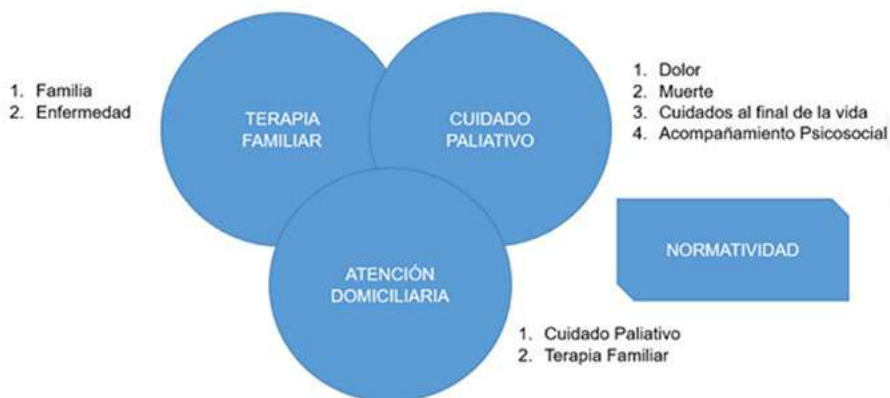 1. Familia
2. Enfermedad
TERAPIA
FAMILIAR
CUIDADO
PALIATIVO
1. Dolor
2. Muerte
3. Cuidados al final de la vida
4. Acompañamiento Psicosocial
NORMATIVIDAD
ATENCIÓN
DOMICILIARIA
1. Cuidado Paliativo
2. Terapia Familiar